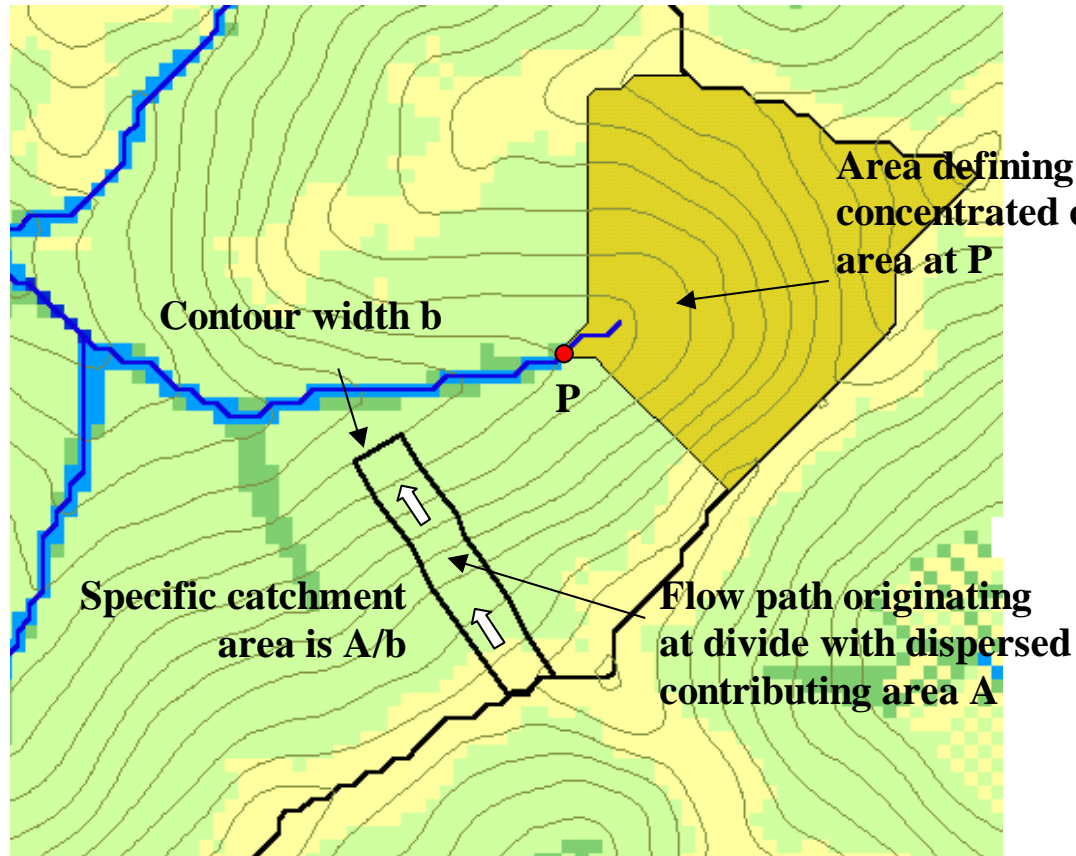 Area defining
concentrated
area at P
Contour width b
P
Specific catchment
area is A/b
Flow path originating
at divide with dispersed
contributing area A